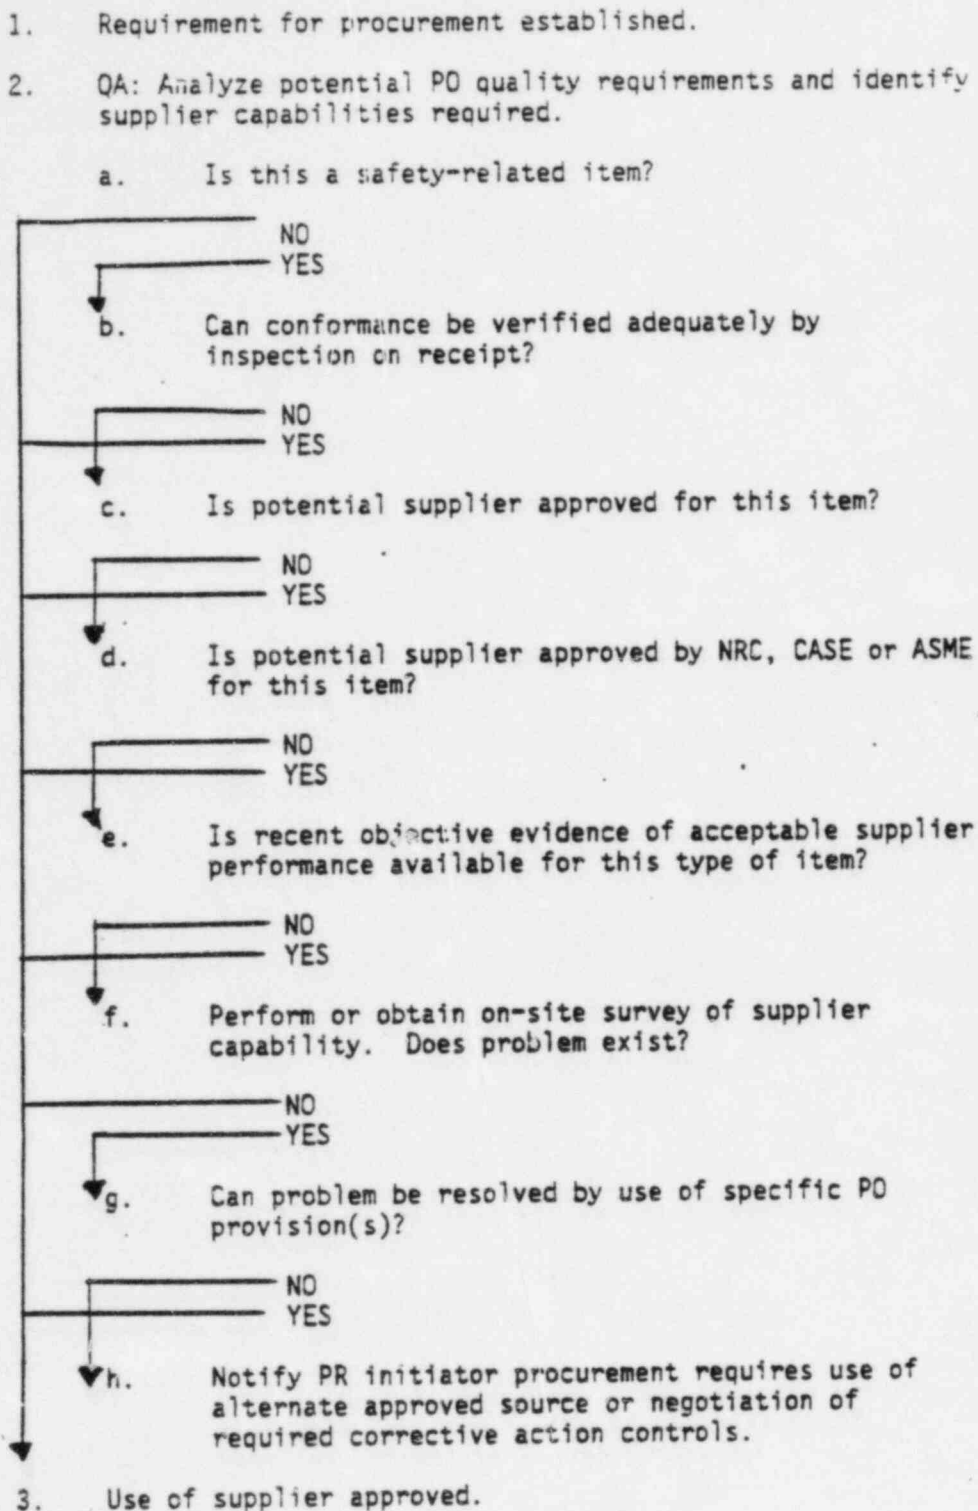 1. Requirement for procurement established.
2. QA: Analyze potential PO quality requirements and identify
supplier capabilities required.
a. Is this a safety-related item?
NO
YES
b. Can conformance be verified adequately by
inspection on receipt?
NO
YES
c. Is potential supplier approved for this item?
NO
YES
d. Is potential supplier approved by NRC, CASE or ASME
for this item?
NO
YES
e. Is recent objective evidence of acceptable supplier
performance available for this type of item?
NO
YES
f. Perform or obtain on-site survey of supplier
capability. Does problem exist?
NO
YES
g. Can problem be resolved by use of specific PO
provision(s)?
NO
YES
h. Notify PR initiator procurement requires use of
alternate approved source or negotiation of
required corrective action controls.
3. Use of supplier approved.